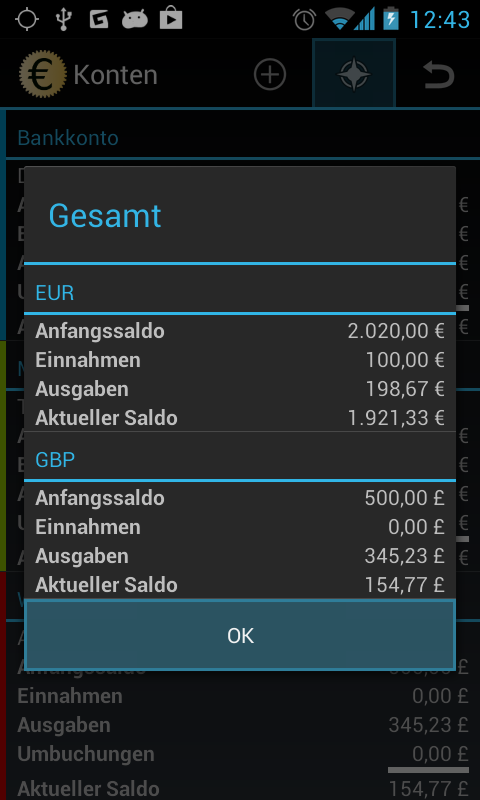 12:43
€ Konten
Bankkonto
Gesamt
EUR
Anfangssaldo 2.020,00 €
Einnahmen 100,00 €
Ausgaben 198,67 €
Aktueller Saldo 1.921,33 €
GBP
Anfangssaldo 500,00 £
Einnahmen 0,00 £
Ausgaben 345,23 £
Aktueller Saldo 154,77 £
OK
Einnahmen 0,00 £
Ausgaben 345,23 £
Umbuchungen 0,00 £
Aktueller Saldo 154,77 £